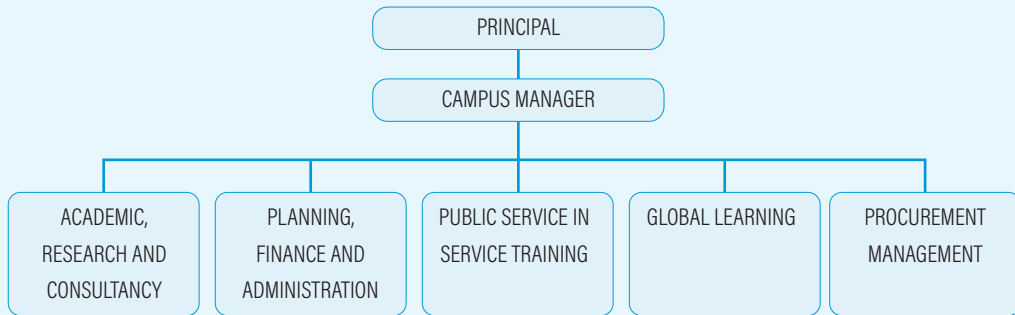 PRINCIPAL
CAMPUS MANAGER
ACADEMIC,
RESEARCH AND
CONSULTANCY
PLANNING,
FINANCE AND
ADMINISTRATION
PUBLIC SERVICE IN
SERVICE TRAINING
GLOBAL LEARNING
PROCUREMENT
MANAGEMENT